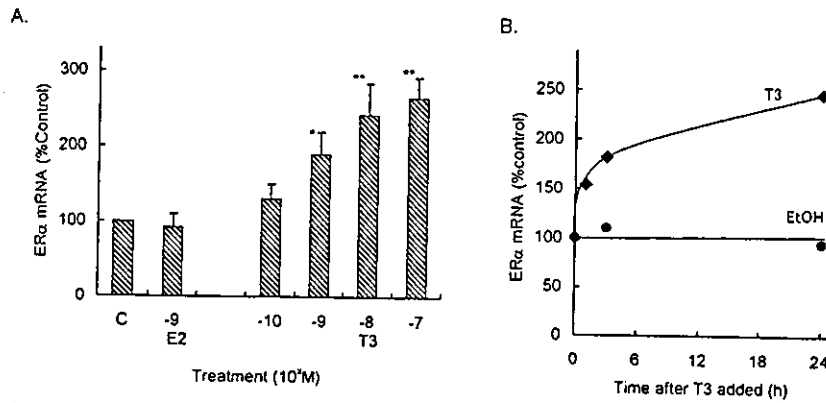 A.
300
200
100
0
ERα mRNA (%Control)
*
**
**
C -9 -10 -9 -8 -7
E2 T3
Treatment (10ˣM)
B.
250
200
150
100
50
0
ERα mRNA (%control)
T3
EtOH
0 6 12 18 24
Time after T3 added (h)